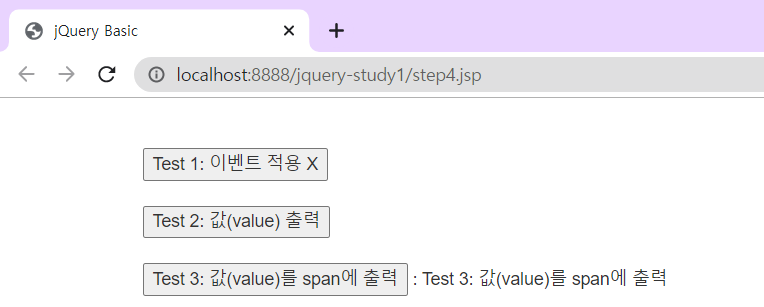 jQuery Basic
localhost:8888/jquery-study1/step4.jsp
Test 1: 이벤트 적용 X
Test 2: 값(value) 출력
Test 3: 값(value)를 span에 출력 : Test 3: 값(value)를 span에 출력